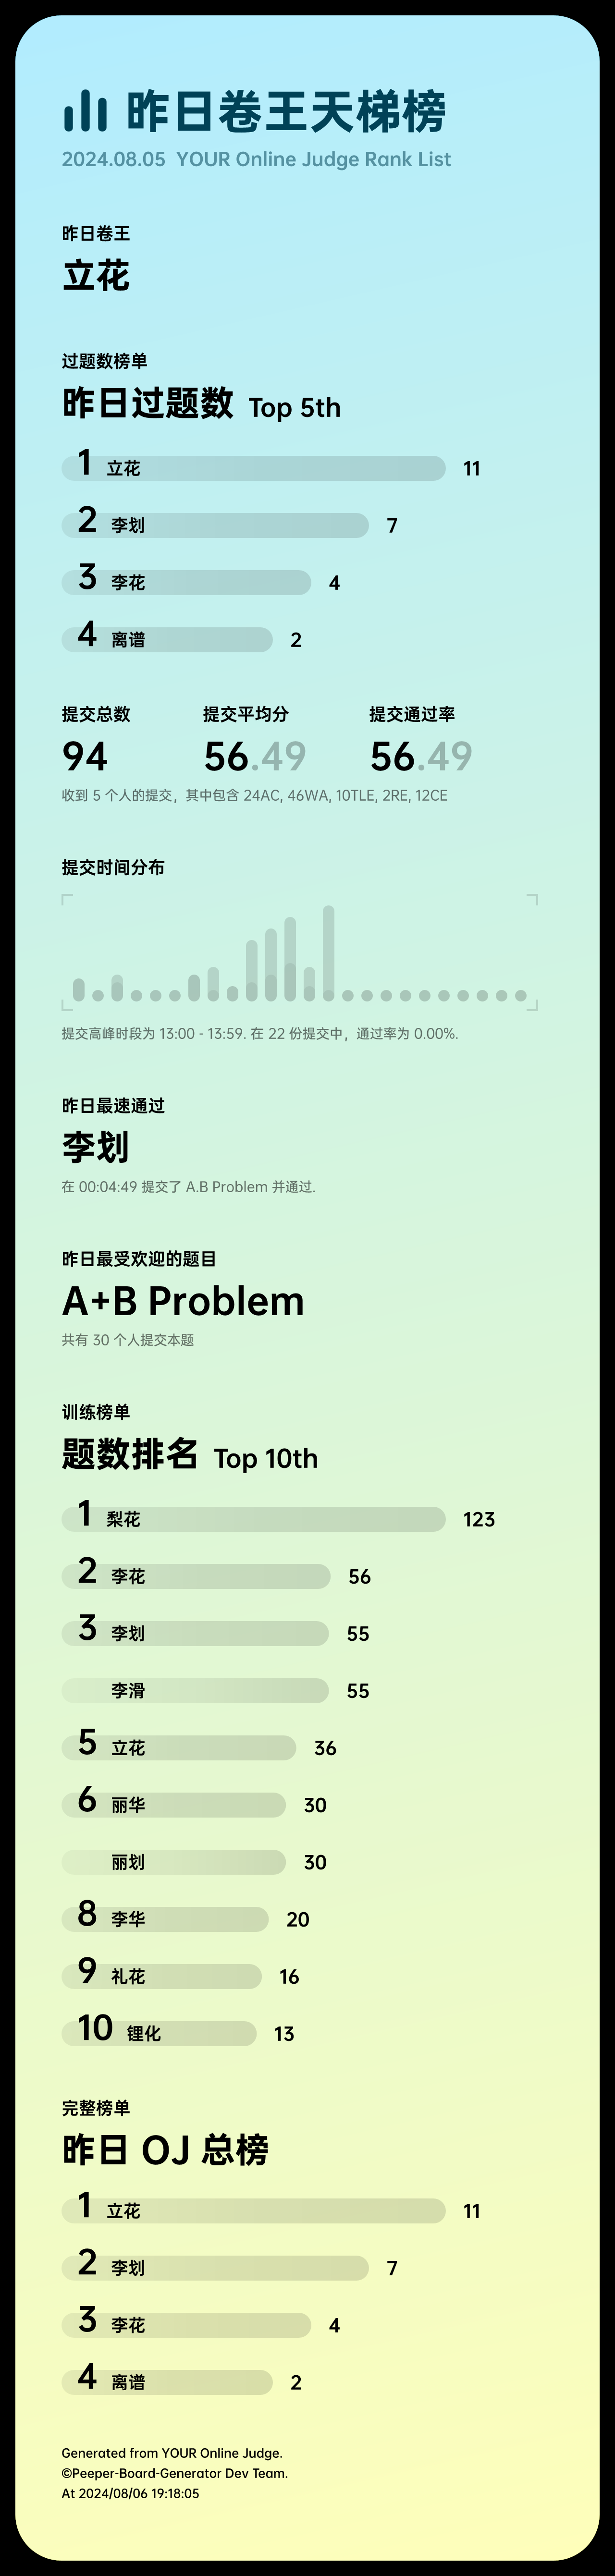 昨日卷王天梯榜
2024.08.05 YOUR Online Judge Rank List
昨日卷王
立花
过题数榜单
昨日过题数 Top 5th
1 立花 11
2 李划 7
3 李花 4
4 离谱 2
提交总数 提交平均分 提交通过率
94 56.49 56.49
收到 5 个人的提交，其中包含 24AC, 46WA, 10TLE, 2RE, 12CE
提交时间分布
提交高峰时段为 13:00 - 13:59. 在 22 份提交中，通过率为 0.00%.
昨日最速通过
李划
在 00:04:49 提交了 A.B Problem 并通过.
昨日最受欢迎的题目
A+B Problem
共有 30 个人提交本题
训练榜单
题数排名 Top 10th
1 梨花 123
2 李花 56
3 李划 55
李滑 55
5 立花 36
6 丽华 30
丽划 30
8 李华 20
9 礼花 16
10 锂化 13
完整榜单
昨日 OJ 总榜
1 立花 11
2 李划 7
3 李花 4
4 离谱 2
Generated from YOUR Online Judge.
©Peeper-Board-Generator Dev Team.
At 2024/08/06 19:18:05